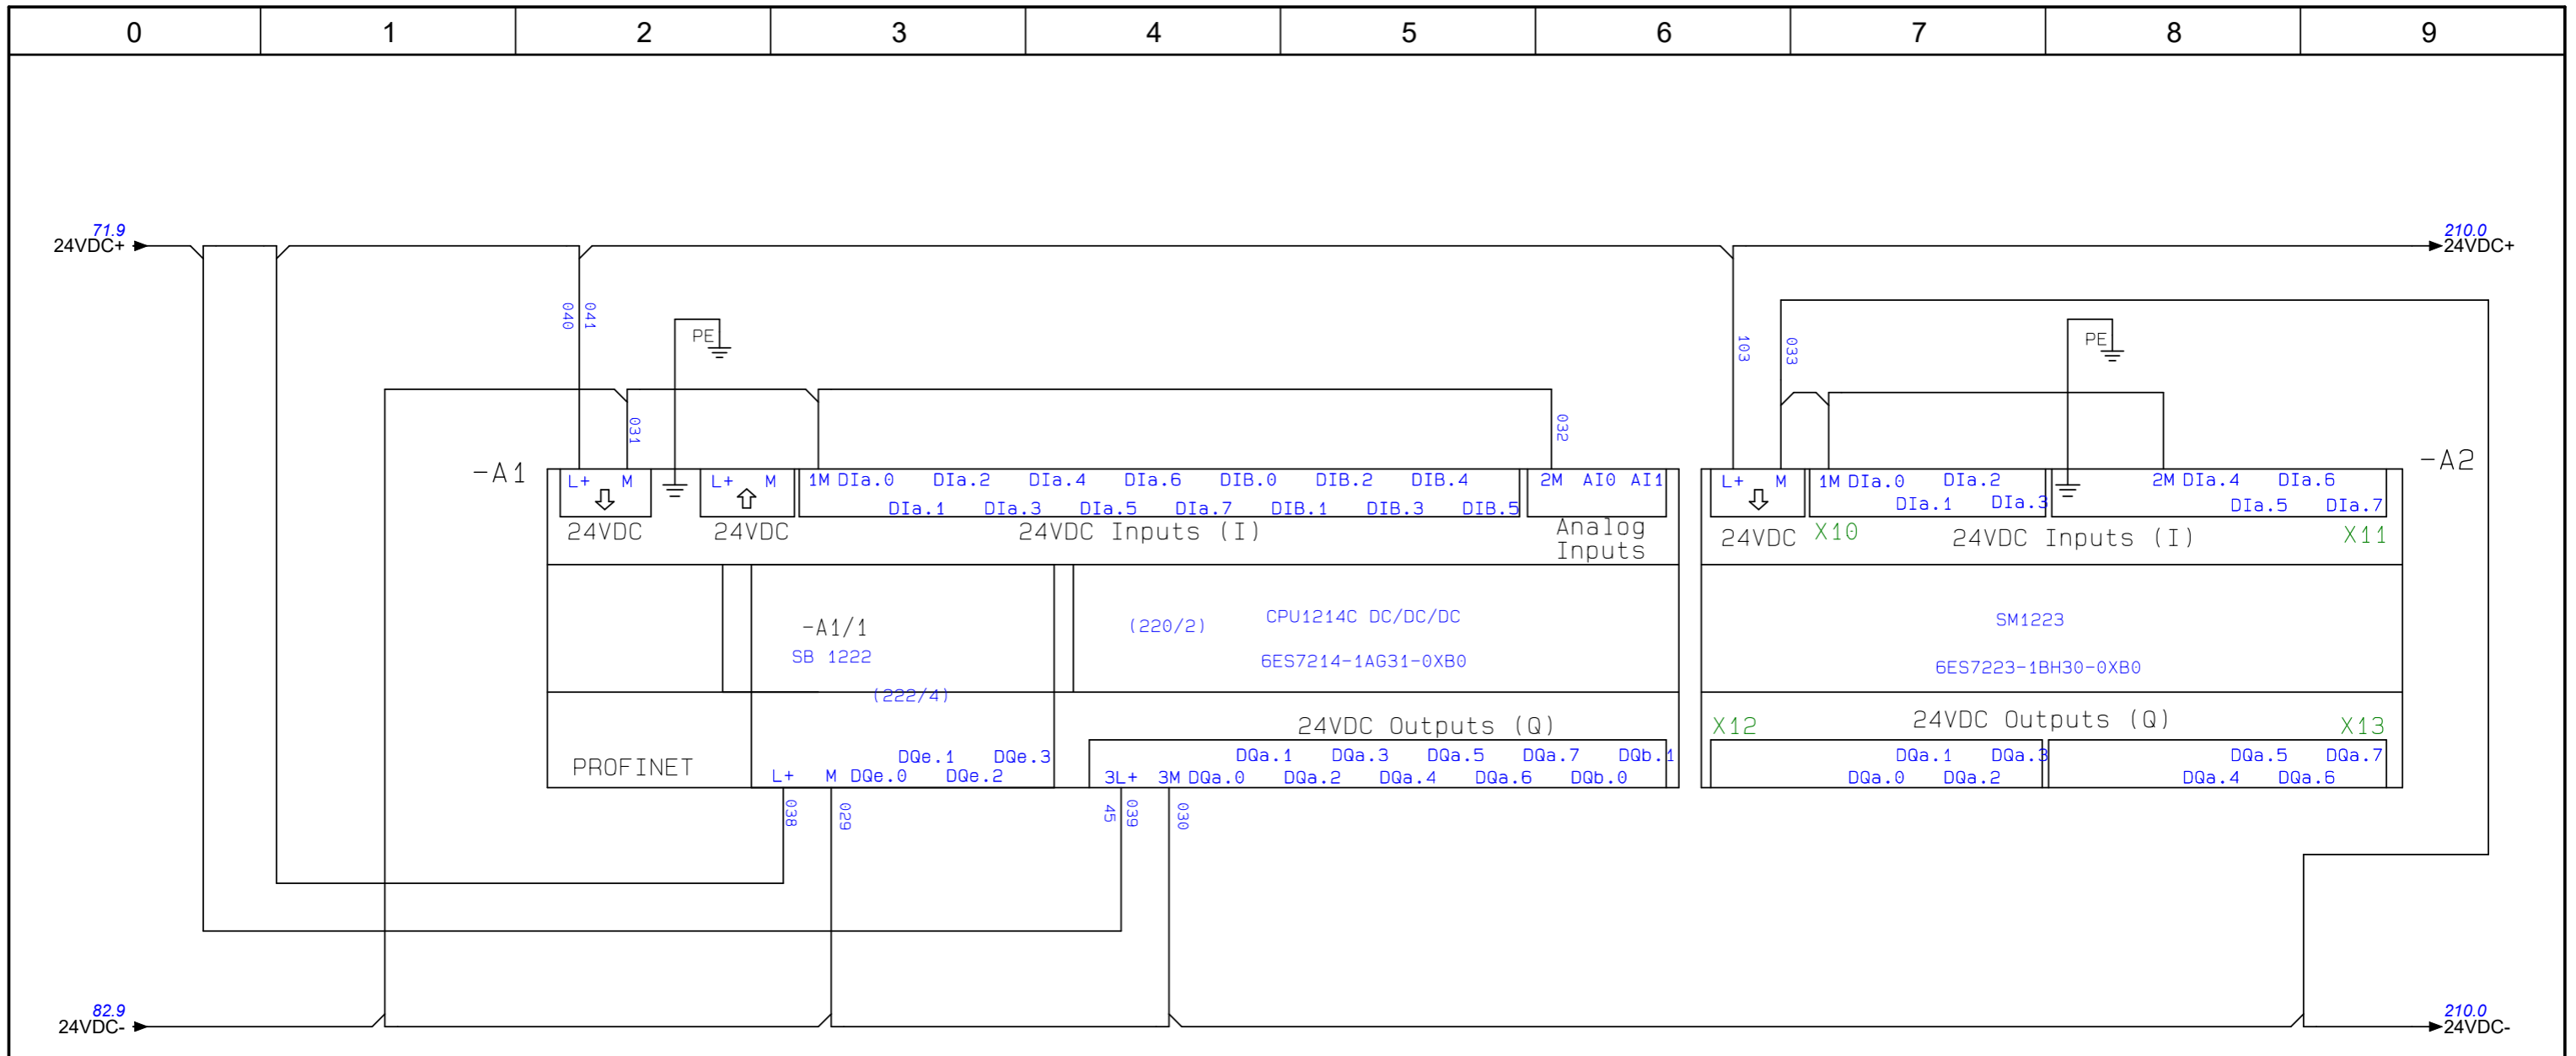 0 1 2 3 4 5 6 7 8 9
71.9 210.0
24VDC+ 24VDC+
040 041 PE 103 033 PE
031 032
-A1 -A2
L+ M L+ M 1M DIa.0 DIa.2 DIa.4 DIa.6 DIB.0 DIB.2 DIB.4 2M AI0 AI1 L+ M 1M DIa.0 DIa.2 2M DIa.4 DIa.6
DIa.1 DIa.3 DIa.5 DIa.7 DIB.1 DIB.3 DIB.5 DIa.1 DIa.3 DIa.5 DIa.7
24VDC 24VDC 24VDC Inputs (I) Analog 24VDC X10 24VDC Inputs (I) X11
Inputs
-A1/1 (220/2) CPU1214C DC/DC/DC SM1223
SB 1222 6ES7214-1AG31-0XB0 6ES7223-1BH30-0XB0
(222/4)
24VDC Outputs (Q) X12 24VDC Outputs (Q) X13
PROFINET DQe.1 DQe.3 DQa.1 DQa.3 DQa.5 DQa.7 DQb.1 DQa.1 DQa.3 DQa.5 DQa.7
L+ M DQe.0 DQe.2 3L+ 3M DQa.0 DQa.2 DQa.4 DQa.6 DQb.0 DQa.0 DQa.2 DQa.4 DQa.6
038 029 45 039 030
82.9 210.0
24VDC- 24VDC-